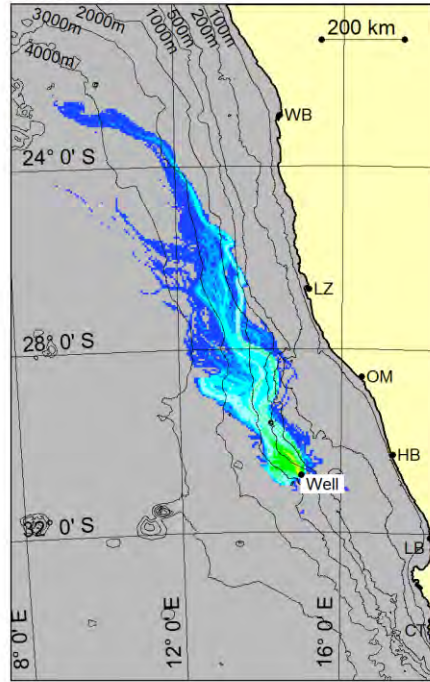 3000m
2000m
1000m
500m
200m
100m
4000m
200 km
WB
24° 0' S
LZ
28° 0' S
OM
HB
Well
32° 0' S
LB
CT
8° 0' E
12° 0' E
16° 0' E